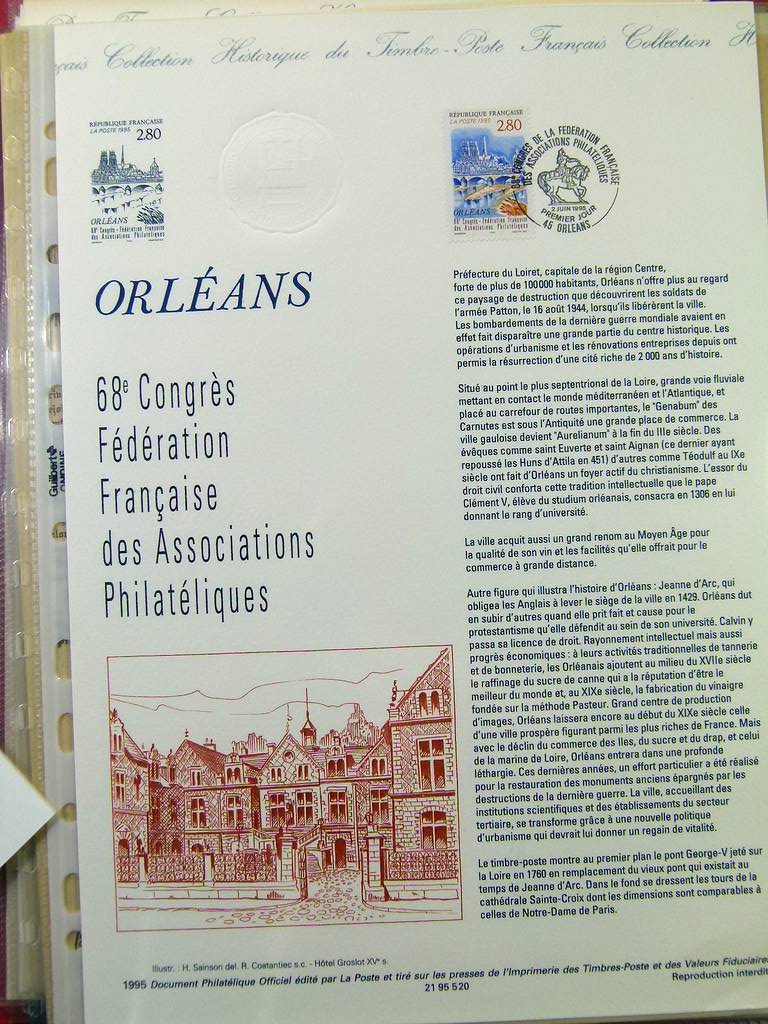 Collection Historique du Timbre-Poste Français Collection
RÉPUBLIQUE FRANÇAISE
LA POSTE 1995
2.80
ORLÉANS
68e Congrès - Fédération Française
des Associations Philatéliques
RÉPUBLIQUE FRANÇAISE
LA POSTE 1995
2.80
ORLÉANS
68e Congrès - Fédération Française
des Associations Philatéliques
68e CONGRES DE LA FEDERATION FRANÇAISE
DES ASSOCIATIONS PHILATELIQUES
2 JUIN 1995
PREMIER JOUR
45 ORLEANS
ORLÉANS
68e Congrès
Fédération
Française
des Associations
Philatéliques
Préfecture du Loiret, capitale de la région Centre,
forte de plus de 100000 habitants, Orléans n'offre plus au regard
ce paysage de destruction que découvrirent les soldats de
l'armée Patton, le 16 août 1944, lorsqu'ils libérèrent la ville.
Les bombardements de la dernière guerre mondiale avaient en
effet fait disparaître une grande partie du centre historique. Les
opérations d'urbanisme et les rénovations entreprises depuis ont
permis la résurrection d'une cité riche de 2 000 ans d'histoire.
Situé au point le plus septentrional de la Loire, grande voie fluviale
mettant en contact le monde méditerranéen et l'Atlantique, et
placé au carrefour de routes importantes, le "Genabum" des
Carnutes est sous l'Antiquité une grande place de commerce. La
ville gauloise devient "Aurelianum" à la fin du IIIe siècle. Des
évêques comme saint Euverte et saint Aignan (ce dernier ayant
repoussé les Huns d'Attila en 451) d'autres comme Téodulf au IXe
siècle ont fait d'Orléans un foyer actif du christianisme. L'essor du
droit civil conforta cette tradition intellectuelle que le pape
Clément V, élève du studium orléanais, consacra en 1306 en lui
donnant le rang d'université.
La ville acquit aussi un grand renom au Moyen Âge pour
la qualité de son vin et les facilités qu'elle offrait pour le
commerce à grande distance.
Autre figure qui illustra l'histoire d'Orléans : Jeanne d'Arc, qui
obligea les Anglais à lever le siège de la ville en 1429. Orléans dut
en subir d'autres quand elle prit fait et cause pour le
protestantisme qu'elle défendit au sein de son université. Calvin y
passa sa licence de droit. Rayonnement intellectuel mais aussi
progrès économiques : à leurs activités traditionnelles de tannerie
et de bonneterie, les Orléanais ajoutent au milieu du XVIIe siècle
le raffinage du sucre de canne qui a la réputation d'être le
meilleur du monde et, au XIXe siècle, la fabrication du vinaigre
fondée sur la méthode Pasteur. Grand centre de production
d'images, Orléans laissera encore au début du XIXe siècle celle
d'une ville prospère figurant parmi les plus riches de France. Mais
avec le déclin du commerce des Iles, du sucre et du drap, et celui
de la marine de Loire, Orléans entrera dans une profonde
léthargie. Ces dernières années, un effort particulier a été réalisé
pour la restauration des monuments anciens épargnés par les
destructions de la dernière guerre. La ville, accueillant des
institutions scientifiques et des établissements du secteur
tertiaire, se transforme grâce à une nouvelle politique
d'urbanisme qui devrait lui donner un regain de vitalité.
Le timbre-poste montre au premier plan le pont George-V jeté sur
la Loire en 1760 en remplacement du vieux pont qui existait au
temps de Jeanne d'Arc. Dans le fond se dressent les tours de la
cathédrale Sainte-Croix dont les dimensions sont comparables à
celles de Notre-Dame de Paris.
Illustr. : H. Sainson del. R. Coatantiec s.c. - Hôtel Groslot XVe s.
1995 Document Philatélique Officiel édité par La Poste et tiré sur les presses de l'Imprimerie des Timbres-Poste et des Valeurs Fiduciaires
Reproduction interdit
21 95 520
Guilbert